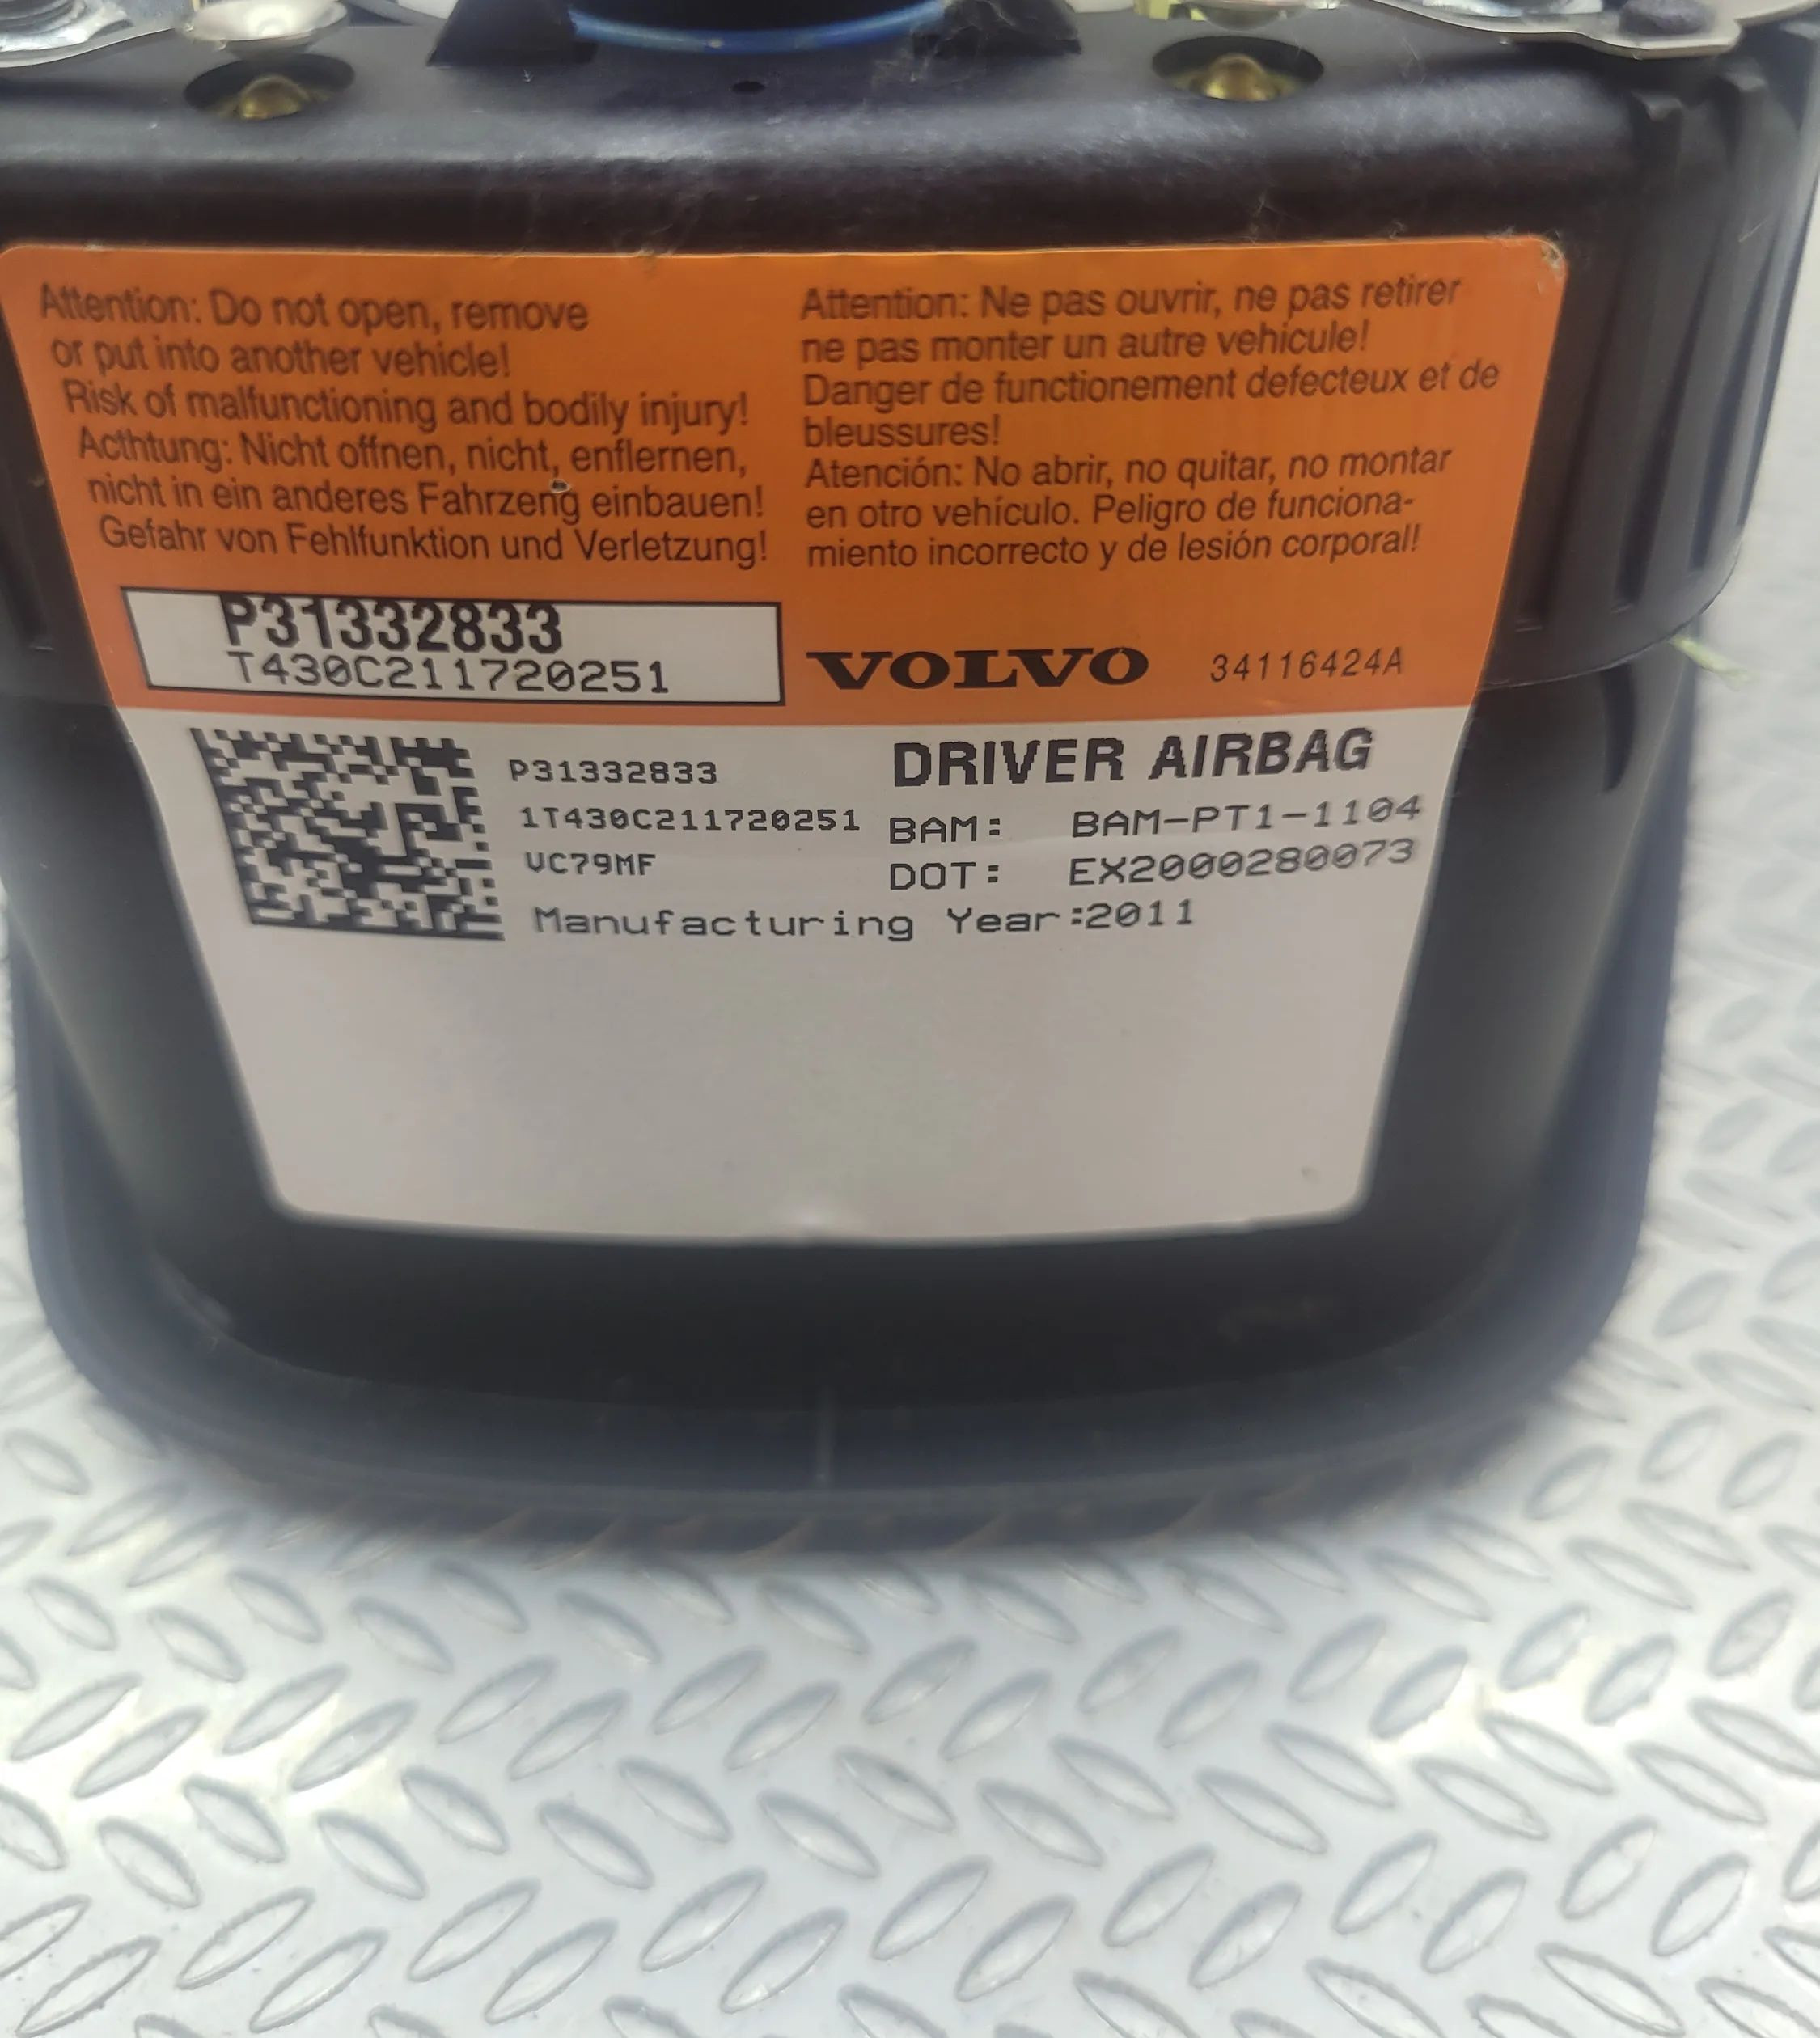 Attention: Do not open, remove
or put into another vehicle!
Risk of malfunctioning and bodily injury!
Acthtung: Nicht offnen, nicht, enflernen,
nicht in ein anderes Fahrzeng einbauen!
Gefahr von Fehlfunktion und Verletzung!
Attention: Ne pas ouvrir, ne pas retirer
ne pas monter un autre vehicule!
Danger de functionement defecteux et de
bleussures!
Atención: No abrir, no quitar, no montar
en otro vehículo. Peligro de funciona-
miento incorrecto y de lesión corporal!
P31332833
T430C211720251
VOLVO
34116424A
P31332833
1T430C211720251
VC79MF
DRIVER AIRBAG
BAM: BAM-PT1-1104
DOT: EX2000280073
Manufacturing Year:2011